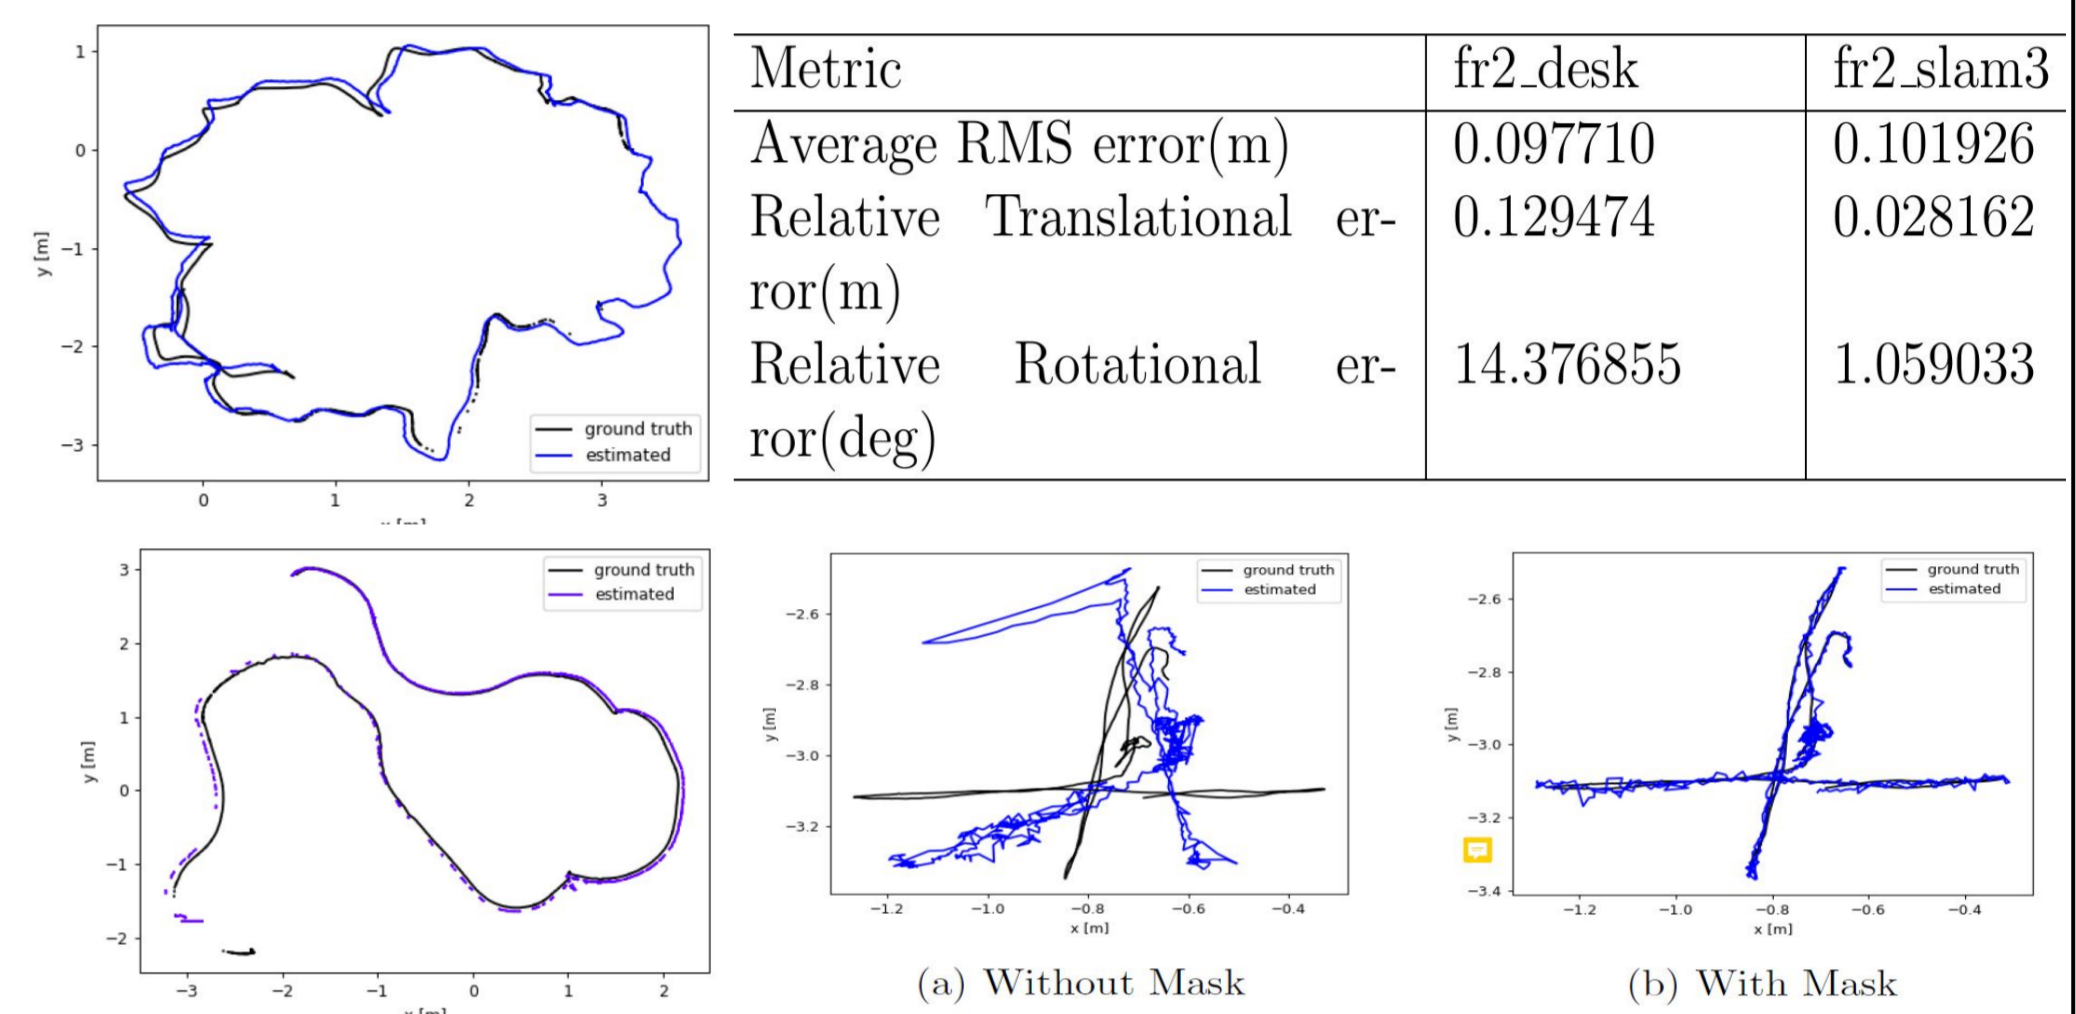 1
0
−1
−2
−3
y [m]
ground truth
estimated
0 1 2 3
x [m]
Metric fr2_desk fr2_slam3
Average RMS error(m) 0.097710 0.101926
Relative Translational er- 0.129474 0.028162
ror(m)
Relative Rotational er- 14.376855 1.059033
ror(deg)
3
2
1
0
−1
−2
y [m]
ground truth
estimated
−3 −2 −1 0 1 2
x [m]
−2.6
−2.8
−3.0
−3.2
y [m]
ground truth
estimated
−1.2 −1.0 −0.8 −0.6 −0.4
x [m]
(a) Without Mask
−2.6
−2.8
−3.0
−3.2
−3.4
y [m]
ground truth
estimated
−1.2 −1.0 −0.8 −0.6 −0.4
x [m]
(b) With Mask